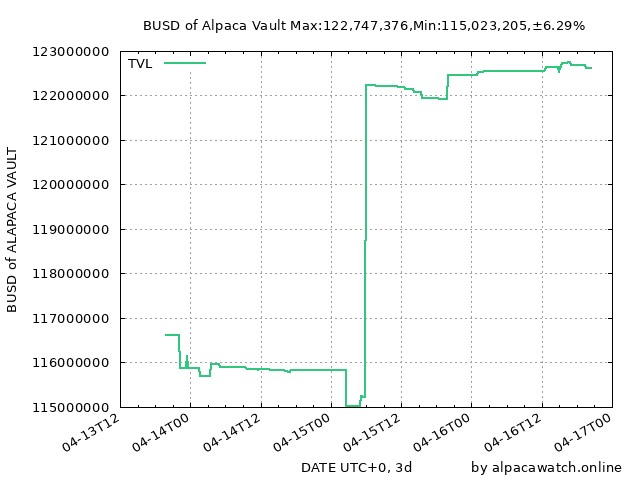 BUSD of Alpaca Vault Max:122,747,376,Min:115,023,205,±6.29%
TVL
123000000
122000000
121000000
120000000
119000000
118000000
117000000
116000000
115000000
BUSD of ALAPACA VAULT
04-13T12
04-14T00
04-14T12
04-15T00
04-15T12
04-16T00
04-16T12
04-17T00
DATE UTC+0, 3d
by alpacawatch.online